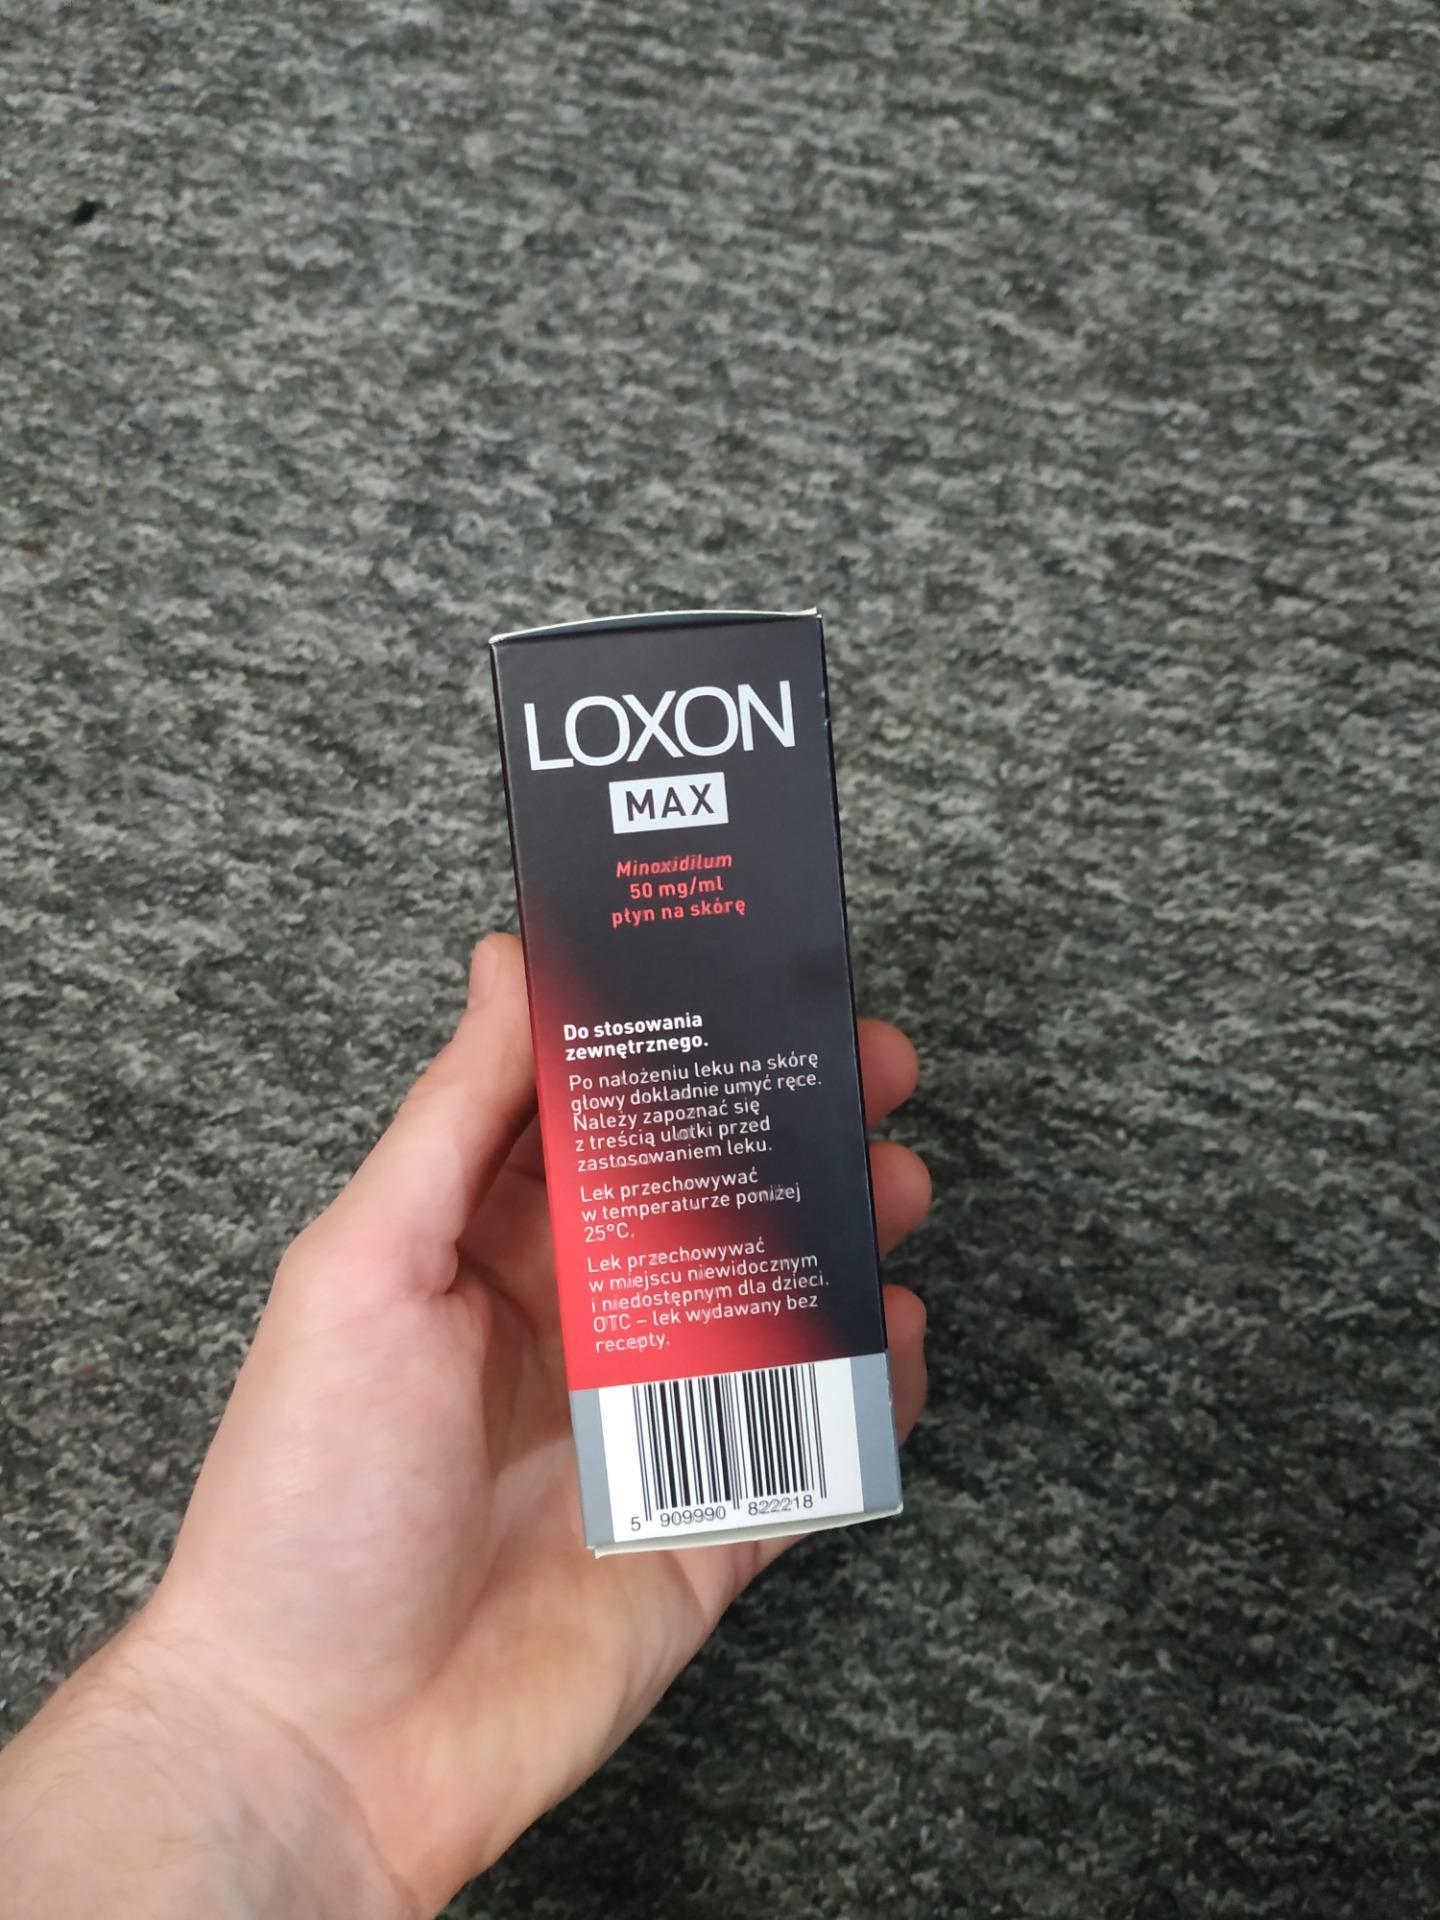 LOXON
MAX
Minoxidilum
50 mg/ml
płyn na skórę
Do stosowania
zewnętrznego.
Po nałożeniu leku na skórę
głowy dokładnie umyć ręce.
Należy zapoznać się
z treścią ulotki przed
zastosowaniem leku.
Lek przechowywać
w temperaturze poniżej
25°C.
Lek przechowywać
w miejscu niewidocznym
i niedostępnym dla dzieci.
OTC – lek wydawany bez
recepty.
5 909990 822218